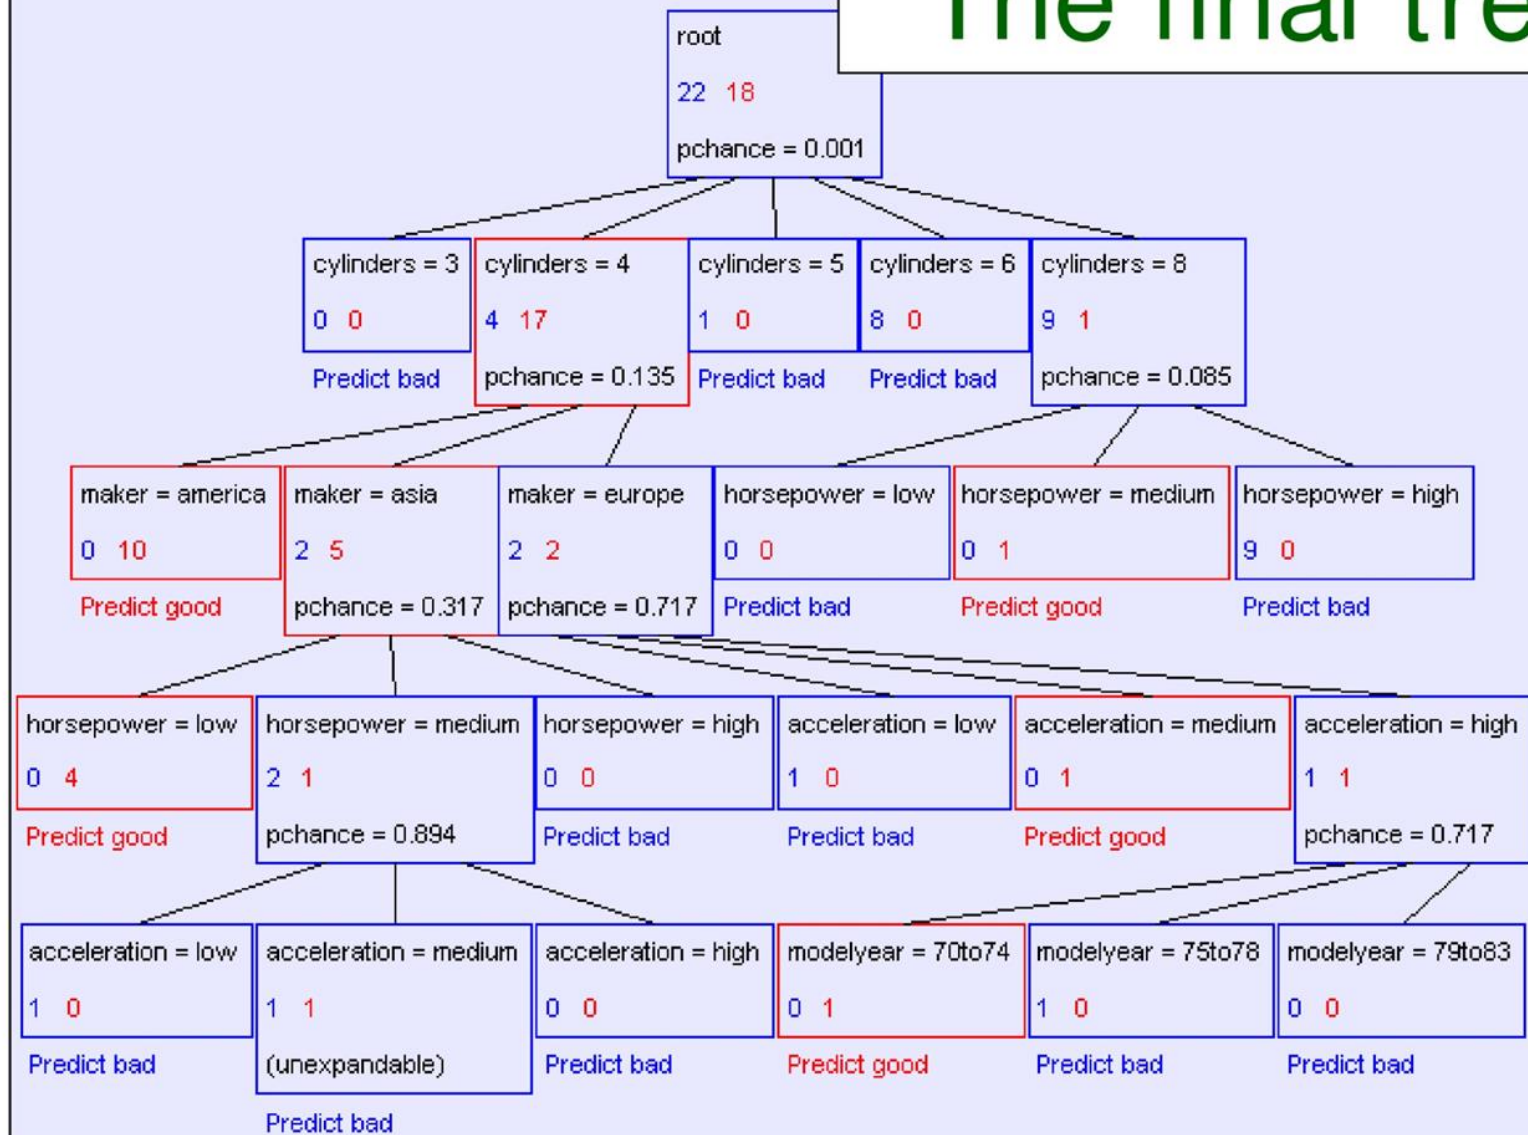 The final tre
root
22 18
pchance = 0.001
cylinders = 3
0 0
Predict bad
cylinders = 4
4 17
pchance = 0.135
cylinders = 5
1 0
Predict bad
cylinders = 6
8 0
Predict bad
cylinders = 8
9 1
pchance = 0.085
maker = america
0 10
Predict good
maker = asia
2 5
pchance = 0.317
maker = europe
2 2
pchance = 0.717
horsepower = low
0 0
Predict bad
horsepower = medium
0 1
Predict good
horsepower = high
9 0
Predict bad
horsepower = low
0 4
Predict good
horsepower = medium
2 1
pchance = 0.894
horsepower = high
0 0
Predict bad
acceleration = low
1 0
Predict bad
acceleration = medium
0 1
Predict good
acceleration = high
1 1
pchance = 0.717
acceleration = low
1 0
Predict bad
acceleration = medium
1 1
(unexpandable)
Predict bad
acceleration = high
0 0
Predict bad
modelyear = 70to74
0 1
Predict good
modelyear = 75to78
1 0
Predict bad
modelyear = 79to83
0 0
Predict bad